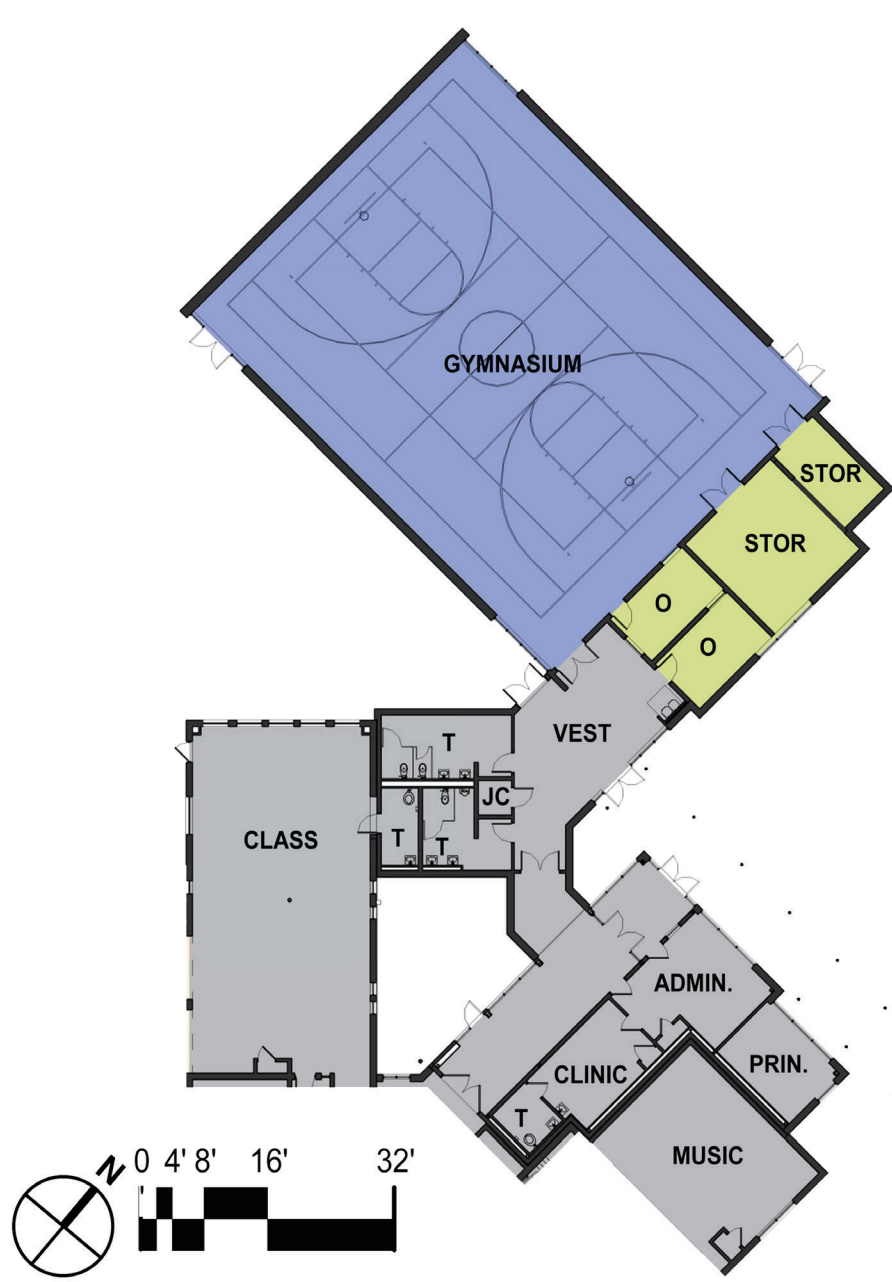 GYMNASIUM
STOR
STOR
O
O
VEST
T
JC
CLASS
T
T
ADMIN.
PRIN.
CLINIC
T
MUSIC
N
0 4' 8' 16' 32'